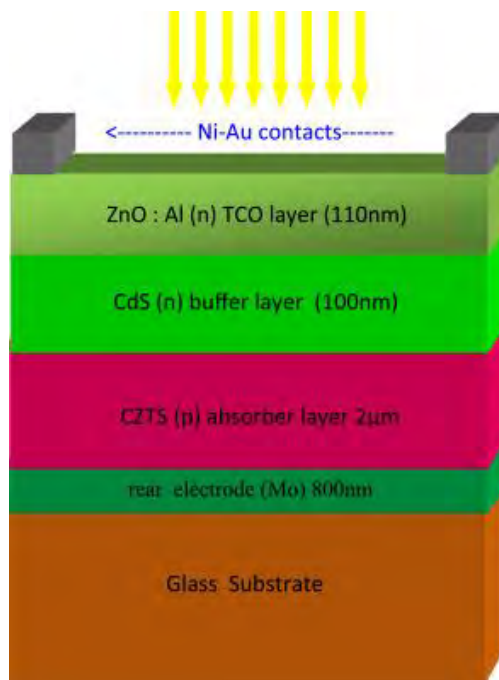 <---------- Ni-Au contacts-------
ZnO : Al (n) TCO layer (110nm)
CdS (n) buffer layer  (100nm)
CZTS (p) absorber layer 2µm
rear electrode (Mo) 800nm
Glass Substrate